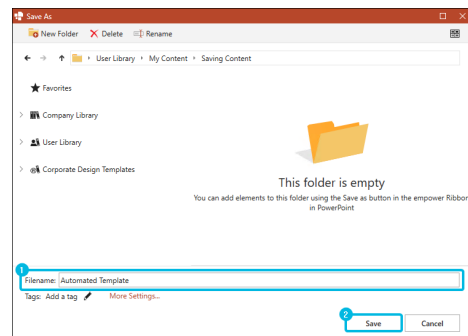 Save As
New Folder Delete Rename
User Library My Content Saving Content
Favorites
Company Library
User Library
Corporate Design Templates
This folder is empty
You can add elements to this folder using the Save as button in the empower Ribbon
in PowerPoint
1
Filename: Automated Template
Tags: Add a tag More Settings...
2
Save Cancel